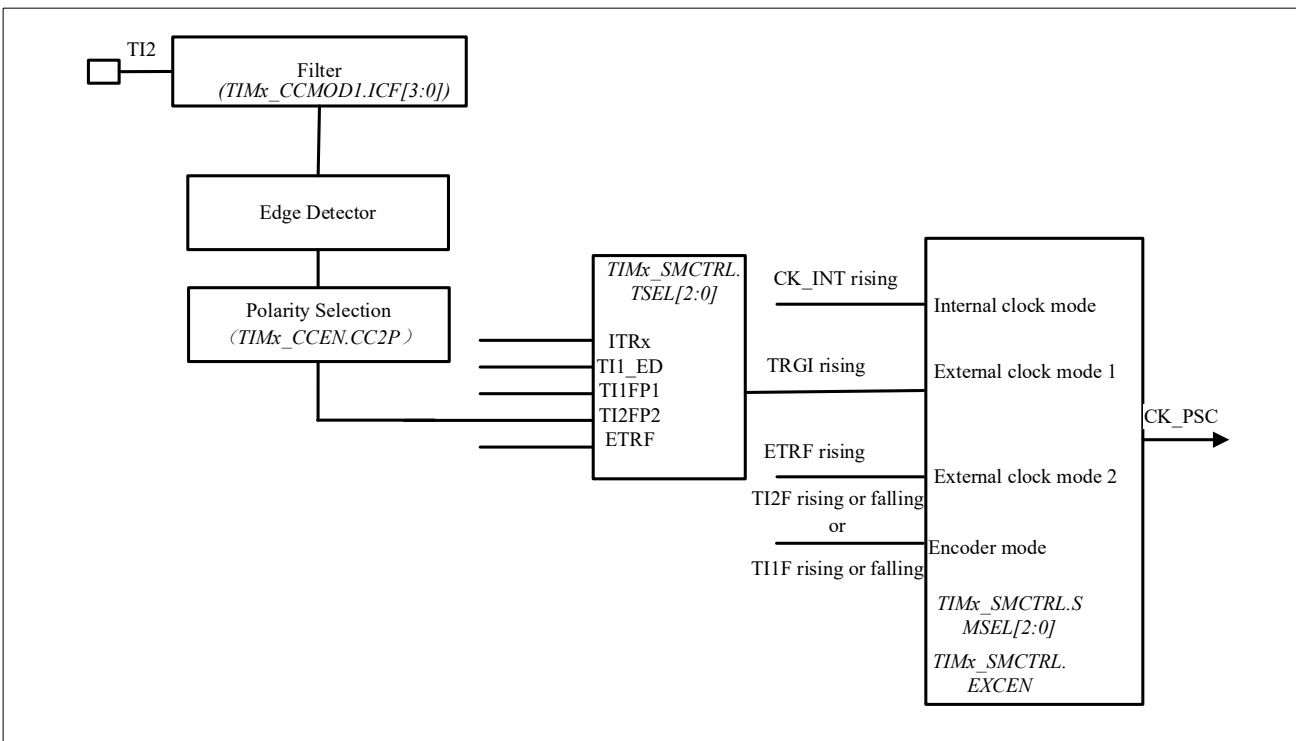 TI2
Filter
(TIMx_CCMOD1.ICF[3:0])
Edge Detector
Polarity Selection
（TIMx_CCEN.CC2P）
TIMx_SMCTRL.
TSEL[2:0]
ITRx
TI1_ED
TI1FP1
TI2FP2
ETRF
CK_INT rising
TRGI rising
ETRF rising
TI2F rising or falling
or
TI1F rising or falling
Internal clock mode
External clock mode 1
External clock mode 2
Encoder mode
TIMx_SMCTRL.S
MSEL[2:0]
TIMx_SMCTRL.
EXCEN
CK_PSC